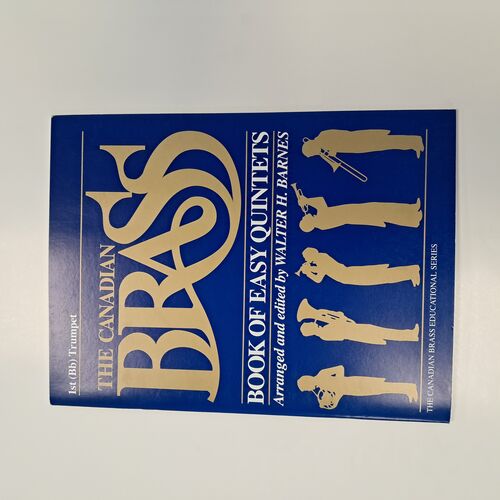 1st (Bb) Trumpet
THE CANADIAN
BRASS
BOOK OF EASY QUINTETS
Arranged and edited by WALTER H. BARNES
THE CANADIAN BRASS EDUCATIONAL SERIES